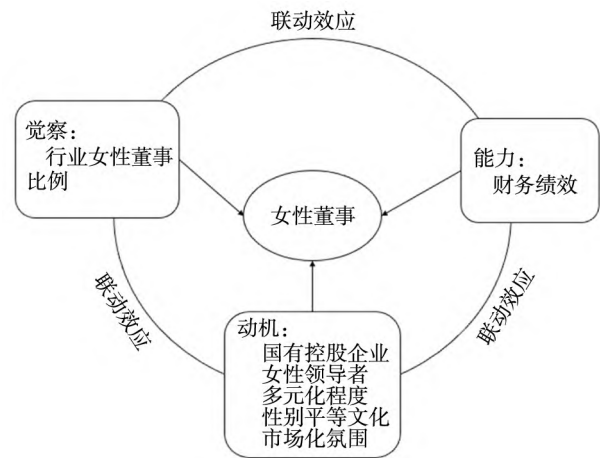 联动效应
觉察：
行业女性董事
比例
能力：
财务绩效
女性董事
联动效应
联动效应
动机：
国有控股企业
女性领导者
多元化程度
性别平等文化
市场化氛围